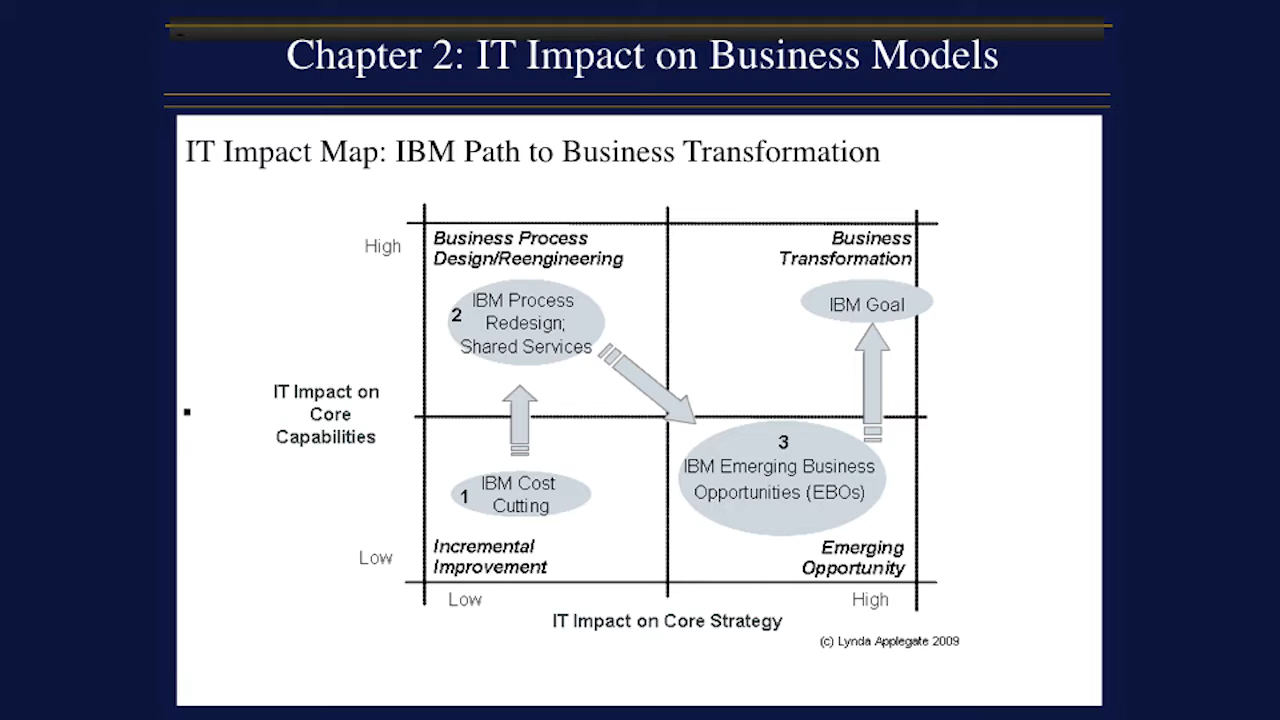 Chapter 2: IT Impact on Business Models
IT Impact Map: IBM Path to Business Transformation
High
Business Process
Design/Reengineering
Business
Transformation
2
IBM Process
Redesign;
Shared Services
IBM Goal
IT Impact on
Core
Capabilities
1
IBM Cost
Cutting
3
IBM Emerging Business
Opportunities (EBOs)
Low
Incremental
Improvement
Emerging
Opportunity
Low
High
IT Impact on Core Strategy
(c) Lynda Applegate 2009